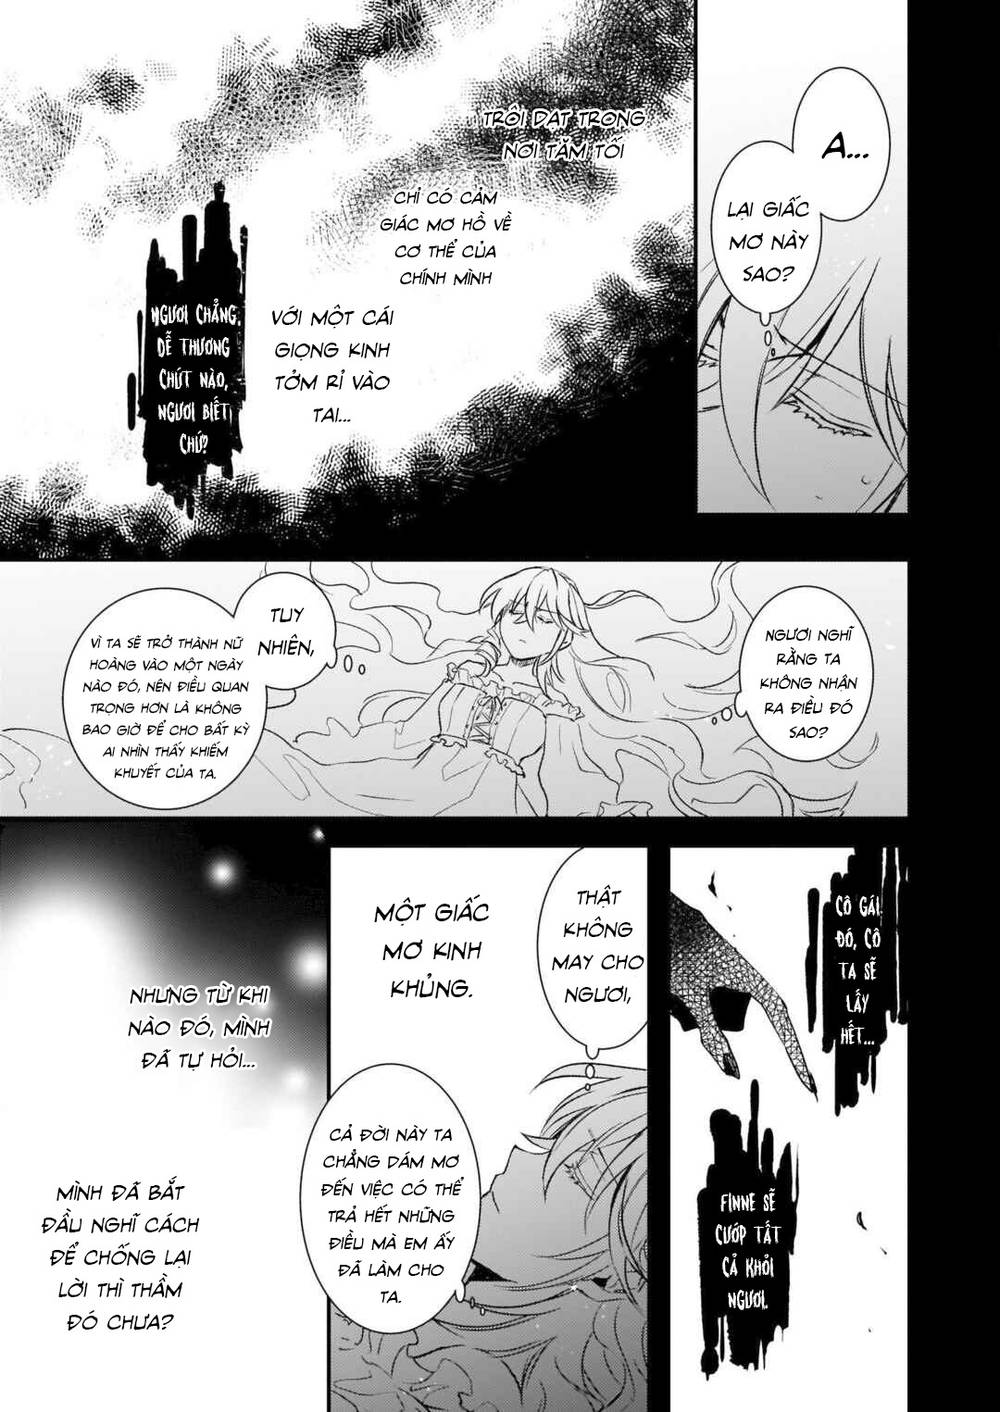 A...
LẠI GIẤC
MƠ NÀY
SAO?
TRÔI DẠT TRONG
NƠI TĂM TỐI
CHỈ CÓ CẢM
GIÁC MƠ HỒ VỀ
CƠ THỂ CỦA
CHÍNH MÌNH
VỚI MỘT CÁI
GIỌNG KINH
TỞM RỈ VÀO
TAI...
NGƯƠI CHẲNG
DỄ THƯƠNG
CHÚT NÀO,
NGƯƠI BIẾT
CHỨ?
NGƯƠI NGHĨ
RẰNG TA
KHÔNG NHẬN
RA ĐIỀU ĐÓ
SAO?
TUY
NHIÊN,
VÌ TA SẼ TRỞ THÀNH NỮ
HOÀNG VÀO MỘT NGÀY
NÀO ĐÓ, NÊN ĐIỀU QUAN
TRỌNG HƠN LÀ KHÔNG
BAO GIỜ ĐỂ CHO BẤT KỲ
AI NHÌN THẤY KHIẾM
KHUYẾT CỦA TA.
CÔ GÁI
ĐÓ, CÔ
TA SẼ
LẤY
HẾT...
FINNE SẼ
CƯỚP TẤT
CẢ KHỎI
NGƯƠI.
THẬT
KHÔNG
MAY CHO
NGƯƠI,
CẢ ĐỜI NÀY TA
CHẲNG DÁM MƠ
ĐẾN VIỆC CÓ THỂ
TRẢ HẾT NHỮNG
ĐIỀU MÀ EM ẤY
ĐÃ LÀM CHO
TA.
MỘT GIẤC
MƠ KINH
KHỦNG.
NHƯNG TỪ KHI
NÀO ĐÓ, MÌNH
ĐÃ TỰ HỎI...
MÌNH ĐÃ BẮT
ĐẦU NGHĨ CÁCH
ĐỂ CHỐNG LẠI
LỜI THÌ THẦM
ĐÓ CHƯA?